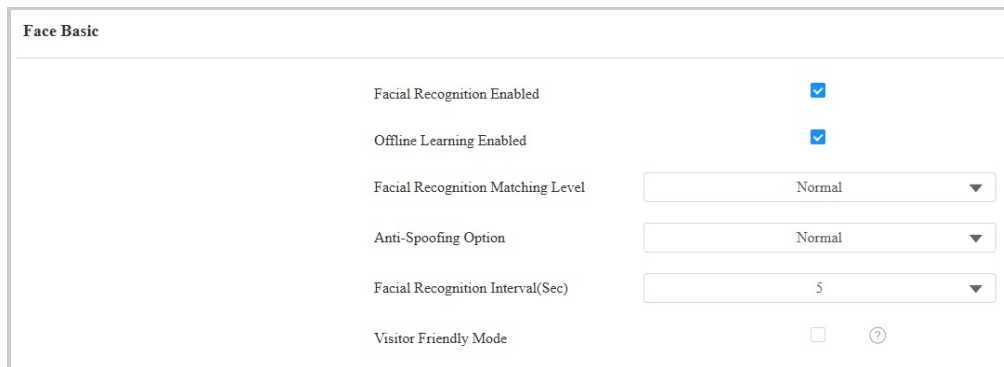 Face Basic
Facial Recognition Enabled
Offline Learning Enabled
Facial Recognition Matching Level Normal
Anti-Spoofing Option Normal
Facial Recognition Interval(Sec) 5
Visitor Friendly Mode ?